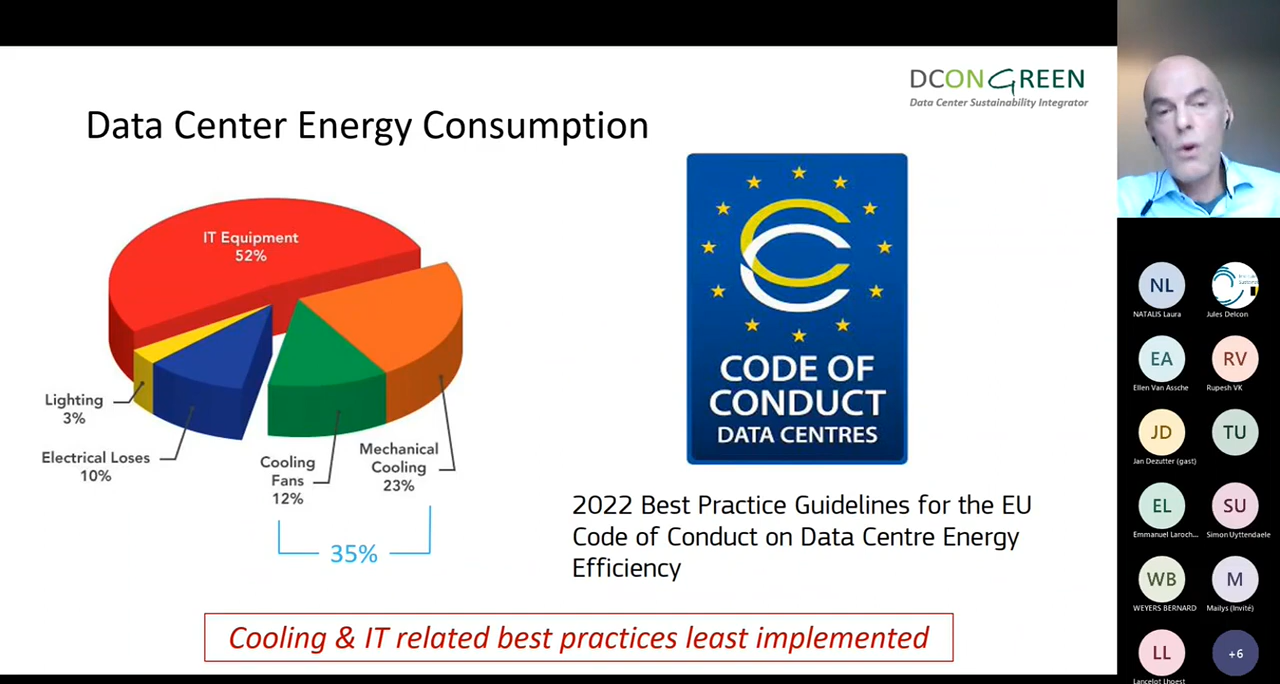 DCONGREEN
Data Center Sustainability Integrator
Data Center Energy Consumption
IT Equipment
52%
Lighting
3%
Electrical Loses
10%
Cooling
Fans
12%
Mechanical
Cooling
23%
35%
CODE OF
CONDUCT
DATA CENTRES
2022 Best Practice Guidelines for the EU
Code of Conduct on Data Centre Energy
Efficiency
Cooling & IT related best practices least implemented
NL
NATALIS Laura
Jules Delcon
EA
Ellen Van Assche
RV
Rupesh VK
JD
Jan Dezutter (gast)
TU
EL
Emmanuel Laroch...
SU
Simon Uyttendaele
WB
WEYERS BERNARD
M
Maïlys (Invité)
LL
Lancelot Lhoest
+6